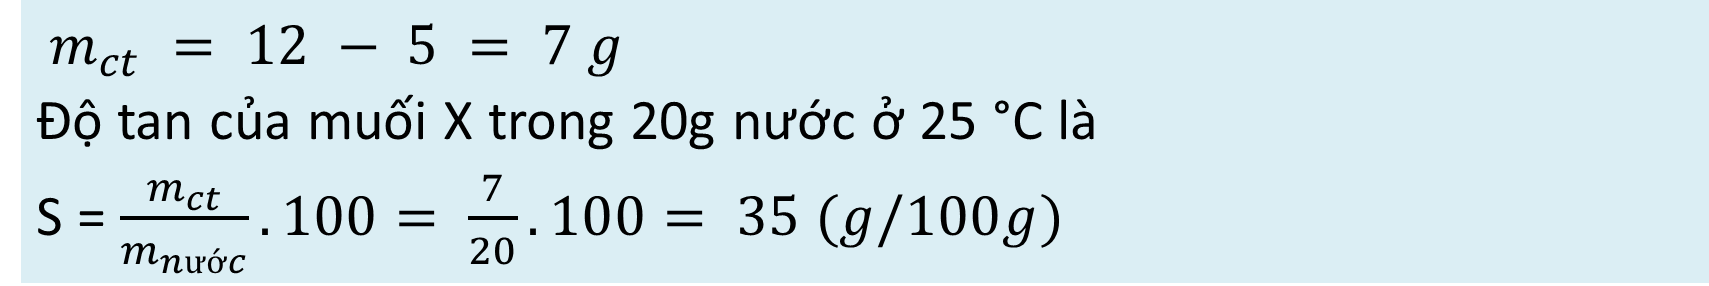 m_ct = 12 − 5 = 7 g
Độ tan của muối X trong 20g nước ở 25 °C là
S = m_ct/m_nước . 100 = 7/20 . 100 = 35 (g/100g)